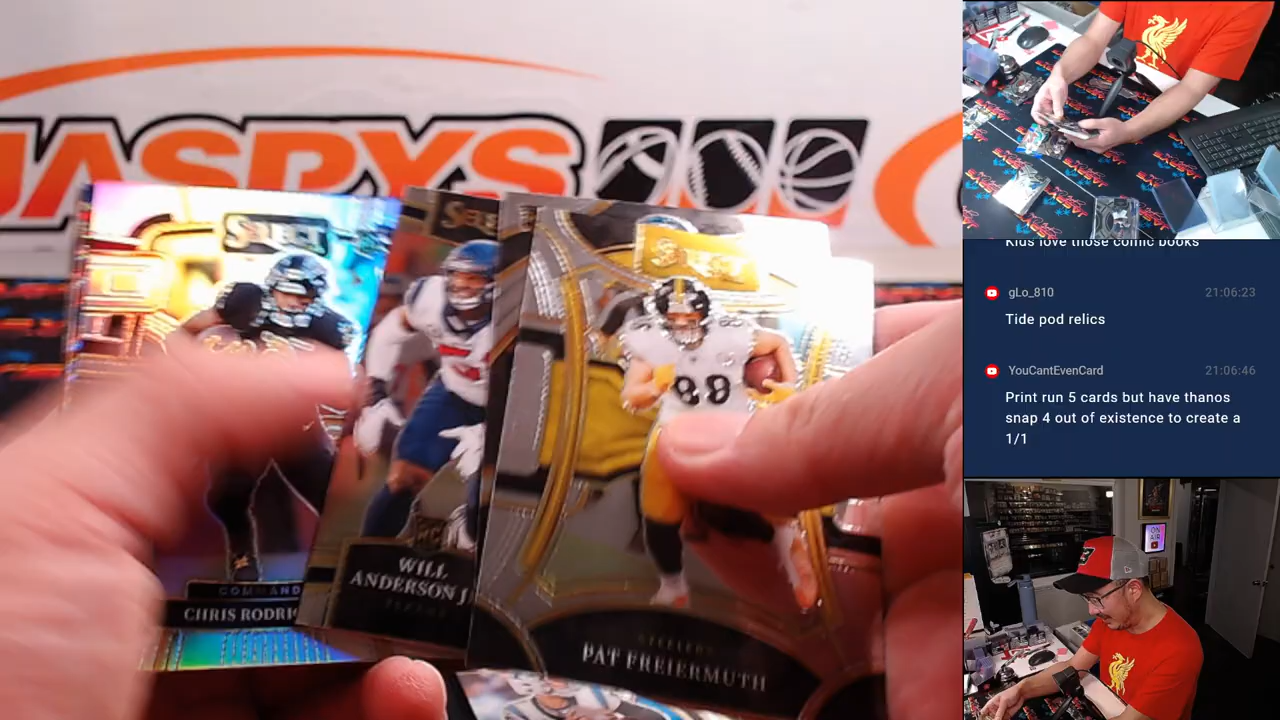 JASPYS
SELECT
88
COMMAND
CHRIS RODRI
RC
WILL
ANDERSON J
SELECT
STEELERS
PAT FREIERMUTH
Kids love those comic books
gLo_810 21:06:23
Tide pod relics
YouCantEvenCard 21:06:46
Print run 5 cards but have thanos
snap 4 out of existence to create a
1/1
ON
AIR